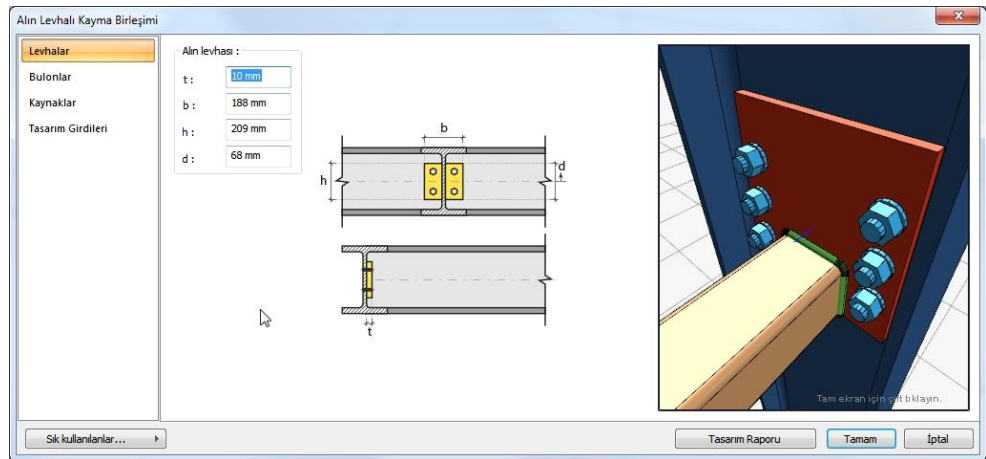 Alın Levhalı Kayma Birleşimi
Levhalar
Bulonlar
Kaynaklar
Tasarım Girdileri
Alın levhası :
t: 10 mm
b: 188 mm
h: 209 mm
d: 68 mm
b
h
d
t
Tam ekran için çift tıklayın.
Sık kullanılanlar...
Tasarım Raporu
Tamam
İptal